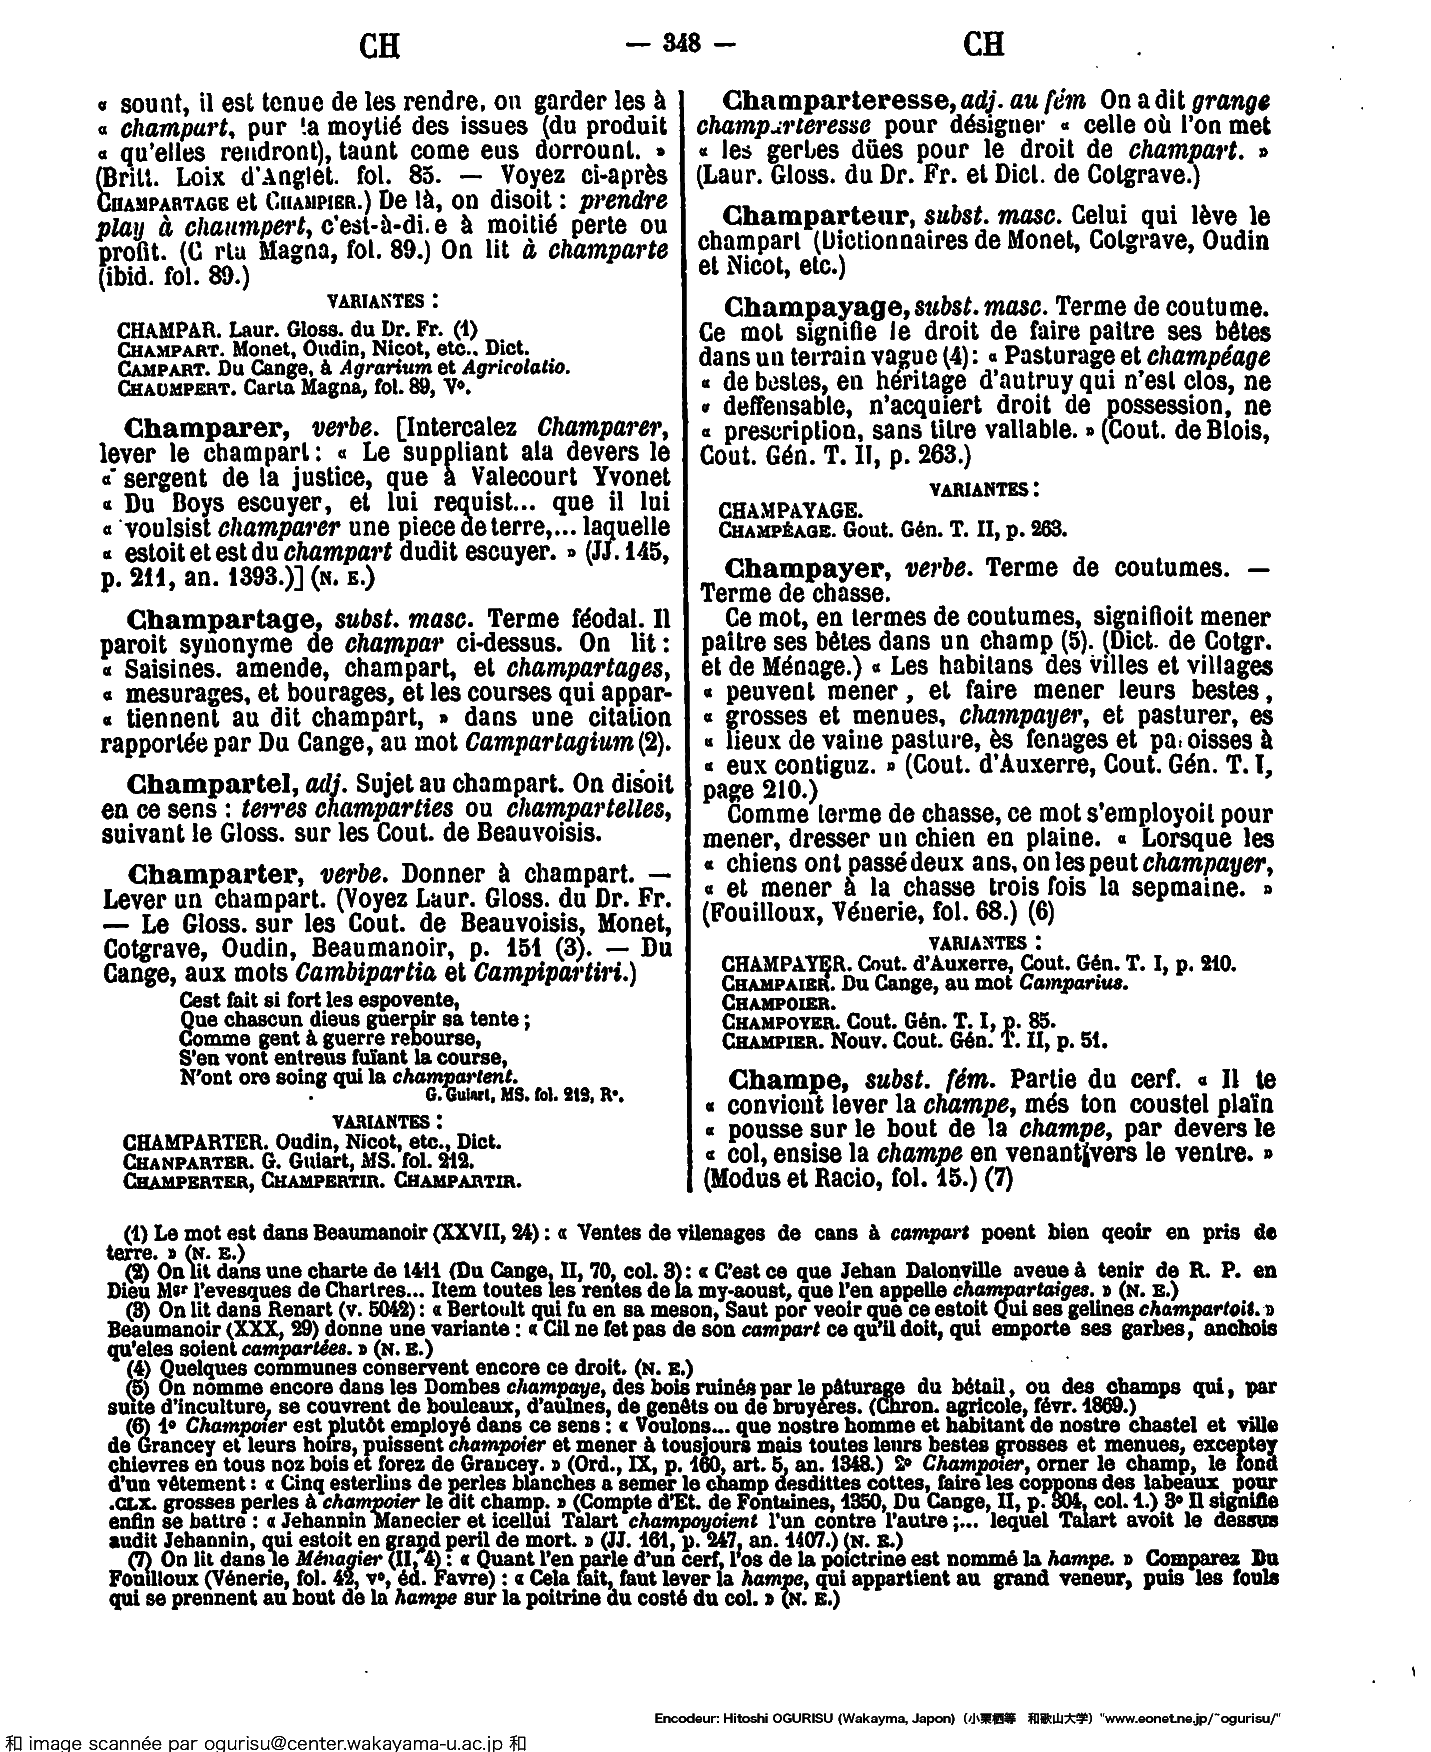 CH — 348 — CH
« sount, il est tenue de les rendre, ou garder les à
« champart, pur la moytié des issues (du produit
« qu'elles rendront), taunt come eus dorrount. »
(Britt. Loix d'Anglet. fol. 85. — Voyez ci-après
CHAMPARTAGE et CHAMPIER.) De là, on disoit : prendre
play à chaumpert, c'est-à-di.e à moitié perte ou
profit. (C rta Magna, fol. 89.) On lit à champarte
(ibid. fol. 89.)
VARIANTES :
CHAMPAR. Laur. Gloss. du Dr. Fr. (1)
CHAMPART. Monet, Oudin, Nicot, etc.. Dict.
CAMPART. Du Cange, à Agrarium et Agricolatio.
CHAUMPERT. Carta Magna, fol. 89, Vº.
Champarer, verbe. [Intercalez Champarer,
lever le champart : « Le suppliant ala devers le
« sergent de la justice, que à Valecourt Yvonet
« Du Boys escuyer, et lui requist... que il lui
« voulsist champarer une piece de terre,... laquelle
« estoit et est du champart dudit escuyer. » (JJ. 145,
p. 211, an. 1393.)] (N. E.)
Champartage, subst. masc. Terme féodal. Il
paroit synonyme de champar ci-dessus. On lit :
« Saisines. amende, champart, et champartages,
« mesurages, et bourages, et les courses qui appar-
« tiennent au dit champart, » dans une citation
rapportée par Du Cange, au mot Campartagium (2).
Champartel, adj. Sujet au champart. On disoit
en ce sens : terres champarties ou champartelles,
suivant le Gloss. sur les Cout. de Beauvoisis.
Champarter, verbe. Donner à champart. —
Lever un champart. (Voyez Laur. Gloss. du Dr. Fr.
— Le Gloss. sur les Cout. de Beauvoisis, Monet,
Cotgrave, Oudin, Beaumanoir, p. 151 (3). — Du
Cange, aux mots Cambipartia et Campipartiri.)
Cest fait si fort les espovente,
Que chascun dieus guerpir sa tente ;
Comme gent à guerre rebourse,
S'en vont entreus fuïant la course,
N'ont ore soing qui la champartent.
G. Guiart, MS. fol. 212, Rº.
VARIANTES :
CHAMPARTER. Oudin, Nicot, etc., Dict.
CHANPARTER. G. Guiart, MS. fol. 212.
CHAMPERTER, CHAMPERTIR. CHAMPARTIR.
Champarteresse, adj. au fém On a dit grange
champarteresse pour désigner « celle où l'on met
« les gerbes dües pour le droit de champart. »
(Laur. Gloss. du Dr. Fr. et Dict. de Cotgrave.)
Champarteur, subst. masc. Celui qui lève le
champart (Dictionnaires de Monet, Cotgrave, Oudin
et Nicot, etc.)
Champayage, subst. masc. Terme de coutume.
Ce mot signifie le droit de faire paitre ses bêtes
dans un terrain vague (4) : « Pasturage et champéage
« de bestes, en héritage d'autruy qui n'est clos, ne
« deffensable, n'acquiert droit de possession, ne
« prescription, sans titre vallable. » (Cout. de Blois,
Cout. Gén. T. II, p. 263.)
VARIANTES :
CHAMPAYAGE.
CHAMPÉAGE. Gout. Gén. T. II, p. 263.
Champayer, verbe. Terme de coutumes. —
Terme de chasse.
Ce mot, en termes de coutumes, signifioit mener
paitre ses bêtes dans un champ (5). (Dict. de Cotgr.
et de Ménage.) « Les habitans des villes et villages
« peuvent mener, et faire mener leurs bestes,
« grosses et menues, champayer, et pasturer, es
« lieux de vaine pasture, ès fenages et paroisses à
« eux contiguz. » (Cout. d'Auxerre, Cout. Gén. T. I,
page 210.)
Comme terme de chasse, ce mot s'employoit pour
mener, dresser un chien en plaine. « Lorsque les
« chiens ont passé deux ans, on les peut champayer,
« et mener à la chasse trois fois la sepmaine. »
(Fouilloux, Vénerie, fol. 68.) (6)
VARIANTES :
CHAMPAYER. Cout. d'Auxerre, Cout. Gén. T. I, p. 210.
CHAMPAIER. Du Cange, au mot Camparius.
CHAMPOIER.
CHAMPOYER. Cout. Gén. T. I, p. 85.
CHAMPIER. Nouv. Cout. Gén. T. II, p. 51.
Champe, subst. fém. Partie du cerf. « Il te
« convient lever la champe, més ton coustel plaïn
« pousse sur le bout de la champe, par devers le
« col, ensise la champe en venant vers le ventre. »
(Modus et Racio, fol. 15.) (7)
(1) Le mot est dans Beaumanoir (XXVII, 24) : « Ventes de vilenages de cans à campart poent bien qeoir en pris de
terre. » (N. E.)
(2) On lit dans une charte de 1411 (Du Cange, II, 70, col. 3) : « C'est ce que Jehan Dalonville aveue à tenir de R. P. en
Dieu Mgr l'evesques de Chartres... Item toutes les rentes de la my-aoust, que l'en appelle champartaiges. » (N. E.)
(3) On lit dans Renart (v. 5042) : « Bertoult qui fu en sa meson, Saut por veoir que ce estoit Qui ses gelines champartoit. »
Beaumanoir (XXX, 29) donne une variante : « Cil ne fet pas de son campart ce qu'il doit, qui emporte ses garbes, anchois
qu'eles soient campartées. » (N. E.)
(4) Quelques communes conservent encore ce droit. (N. E.)
(5) On nomme encore dans les Dombes champaye, des bois ruinés par le pâturage du bétail, ou des champs qui, par
suite d'inculture, se couvrent de bouleaux, d'aulnes, de genêts ou de bruyères. (Chron. agricole, févr. 1869.)
(6) 1º Champoier est plutôt employé dans ce sens : « Voulons... que nostre homme et habitant de nostre chastel et ville
de Grancey et leurs hoirs, puissent champoier et mener à tousjours mais toutes leurs bestes grosses et menues, exceptey
chievres en tous noz bois et forez de Grancey. » (Ord., IX, p. 160, art. 5, an. 1348.) 2º Champoier, orner le champ, le fond
d'un vêtement : « Cinq esterlins de perles blanches a semer le champ desdittes cottes, faire les coppons des labeaux pour
.CLX. grosses perles à champoier le dit champ. » (Compte d'Et. de Fontaines, 1350, Du Cange, II, p. 304, col. 1.) 3º Il signifie
enfin se battre : « Jehannin Manecier et icellui Talart champoyoient l'un contre l'autre ;... lequel Talart avoit le dessus
audit Jehannin, qui estoit en grand peril de mort. » (JJ. 161, p. 247, an. 1407.) (N. E.)
(7) On lit dans le Ménagier (II, 4) : « Quant l'en parle d'un cerf, l'os de la poictrine est nommé la hampe. » Comparez Du
Fouilloux (Vénerie, fol. 42, vº, éd. Favre) : « Cela fait, faut lever la hampe, qui appartient au grand veneur, puis les fouls
qui se prennent au bout de la hampe sur la poitrine du costé du col. » (N. E.)
Encodeur: Hitoshi OGURISU (Wakayma, Japon) (小栗栖等 和歌山大学) "www.eonet.ne.jp/~ogurisu/"
和 image scannée par ogurisu@center.wakayama-u.ac.jp 和